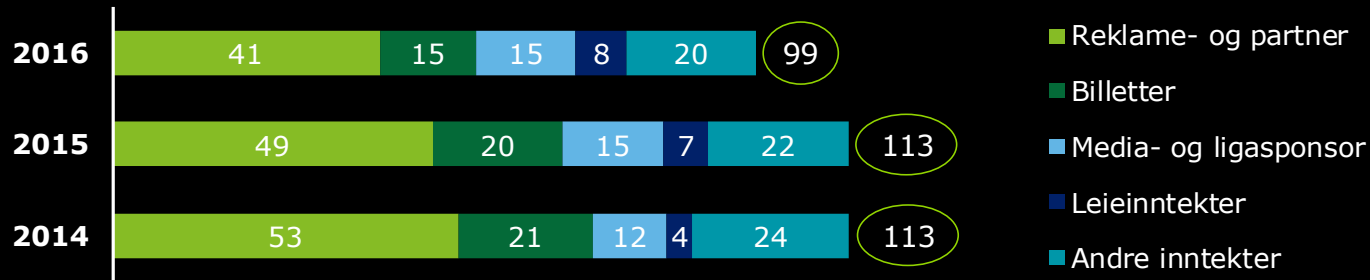 2016 41 15 15 8 20 99
2015 49 20 15 7 22 113
2014 53 21 12 4 24 113
Reklame- og partner
Billetter
Media- og ligasponsor
Leieinntekter
Andre inntekter